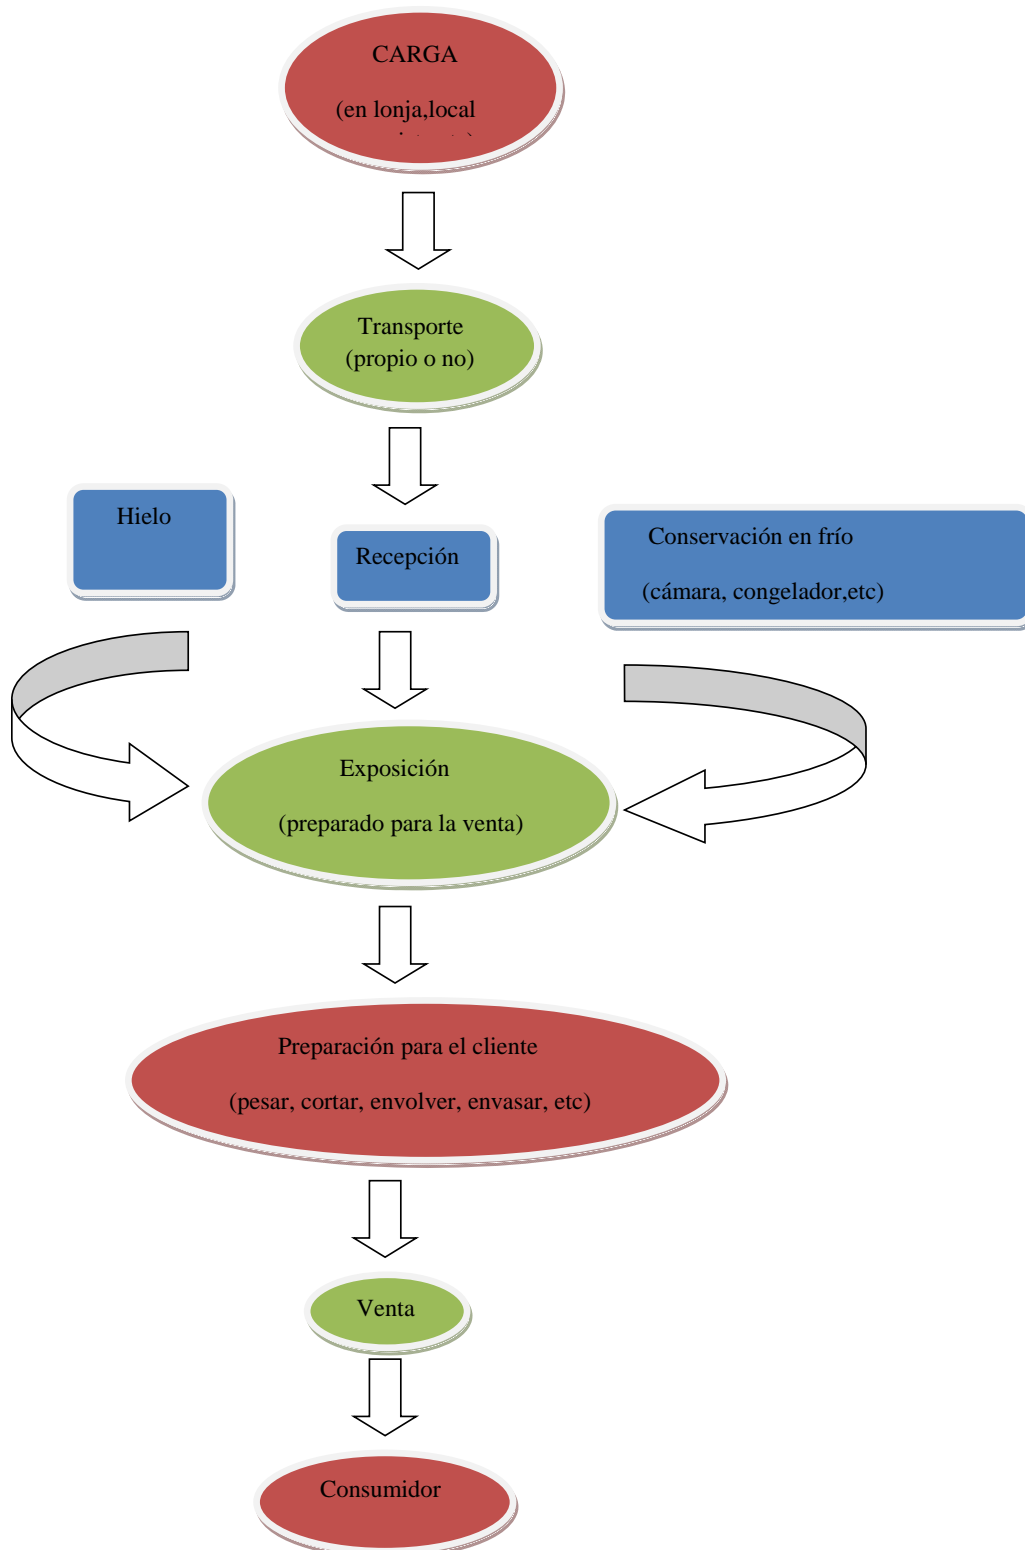 CARGA
(en lonja,local
Transporte
(propio o no)
Hielo
Recepción
Conservación en frío
(cámara, congelador,etc)
Exposición
(preparado para la venta)
Preparación para el cliente
(pesar, cortar, envolver, envasar, etc)
Venta
Consumidor